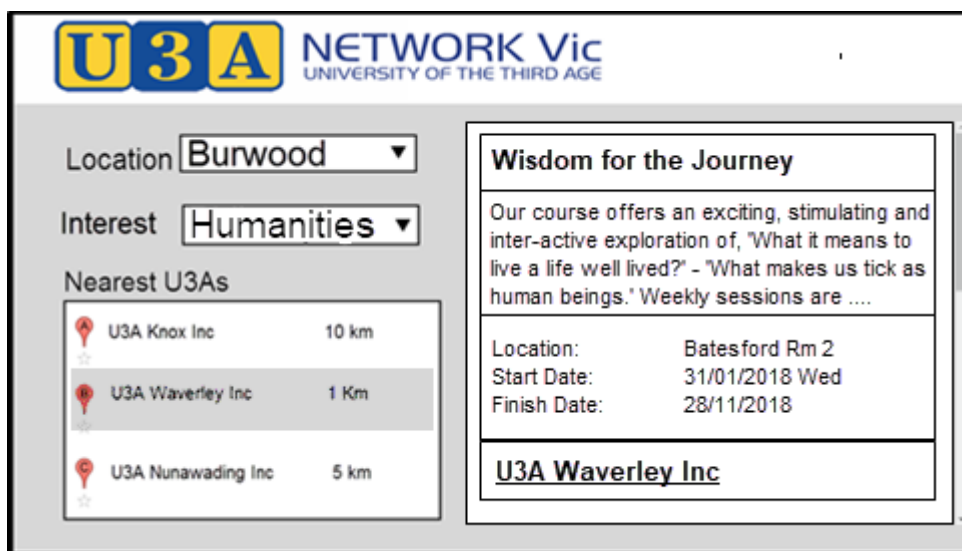 U3A NETWORK Vic
UNIVERSITY OF THE THIRD AGE
Location Burwood
Interest Humanities
Nearest U3As
A U3A Knox Inc 10 km
B U3A Waverley Inc 1 Km
C U3A Nunawading Inc 5 km
Wisdom for the Journey
Our course offers an exciting, stimulating and
inter-active exploration of, 'What it means to
live a life well lived?' - 'What makes us tick as
human beings.' Weekly sessions are ....
Location: Batesford Rm 2
Start Date: 31/01/2018 Wed
Finish Date: 28/11/2018
U3A Waverley Inc